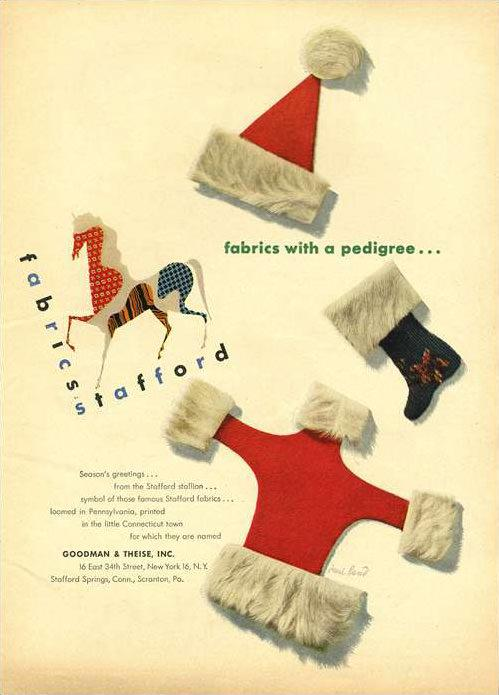 fabrics with a pedigree...
fabrics
stafford
Season's greetings...
from the Stafford stallion...
symbol of those famous Stafford fabrics...
loomed in Pennsylvania, printed
in the little Connecticut town
for which they are named
GOODMAN & THEISE, INC.
16 East 34th Street, New York 16, N.Y.
Stafford Springs, Conn., Scranton, Pa.
Paul Rand